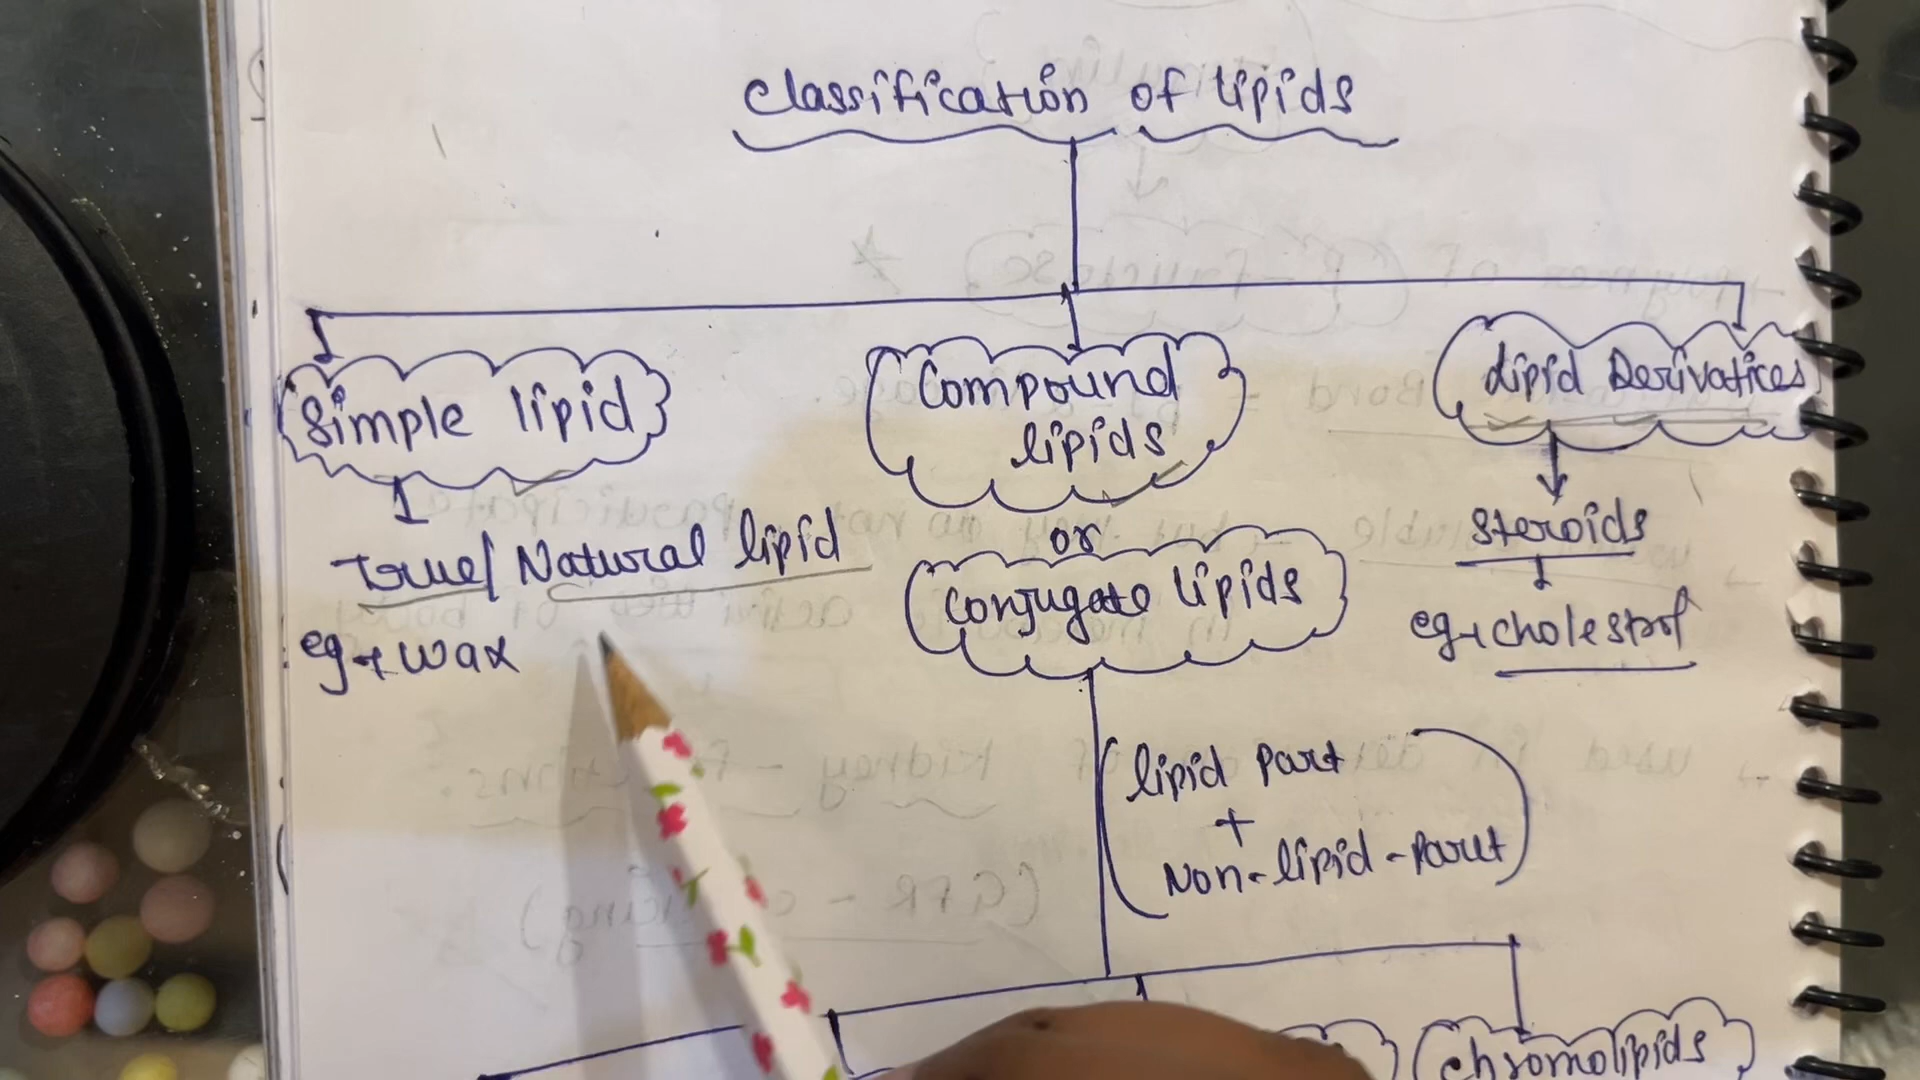 Classification of lipids
Simple lipid
True/ Natural lipid
eg → wax
Compound
lipids
or
Conjugate lipids
lipid part
+
Non-lipid-part
lipid Derivatices
steroids
eg → cholestrol
chromolipids